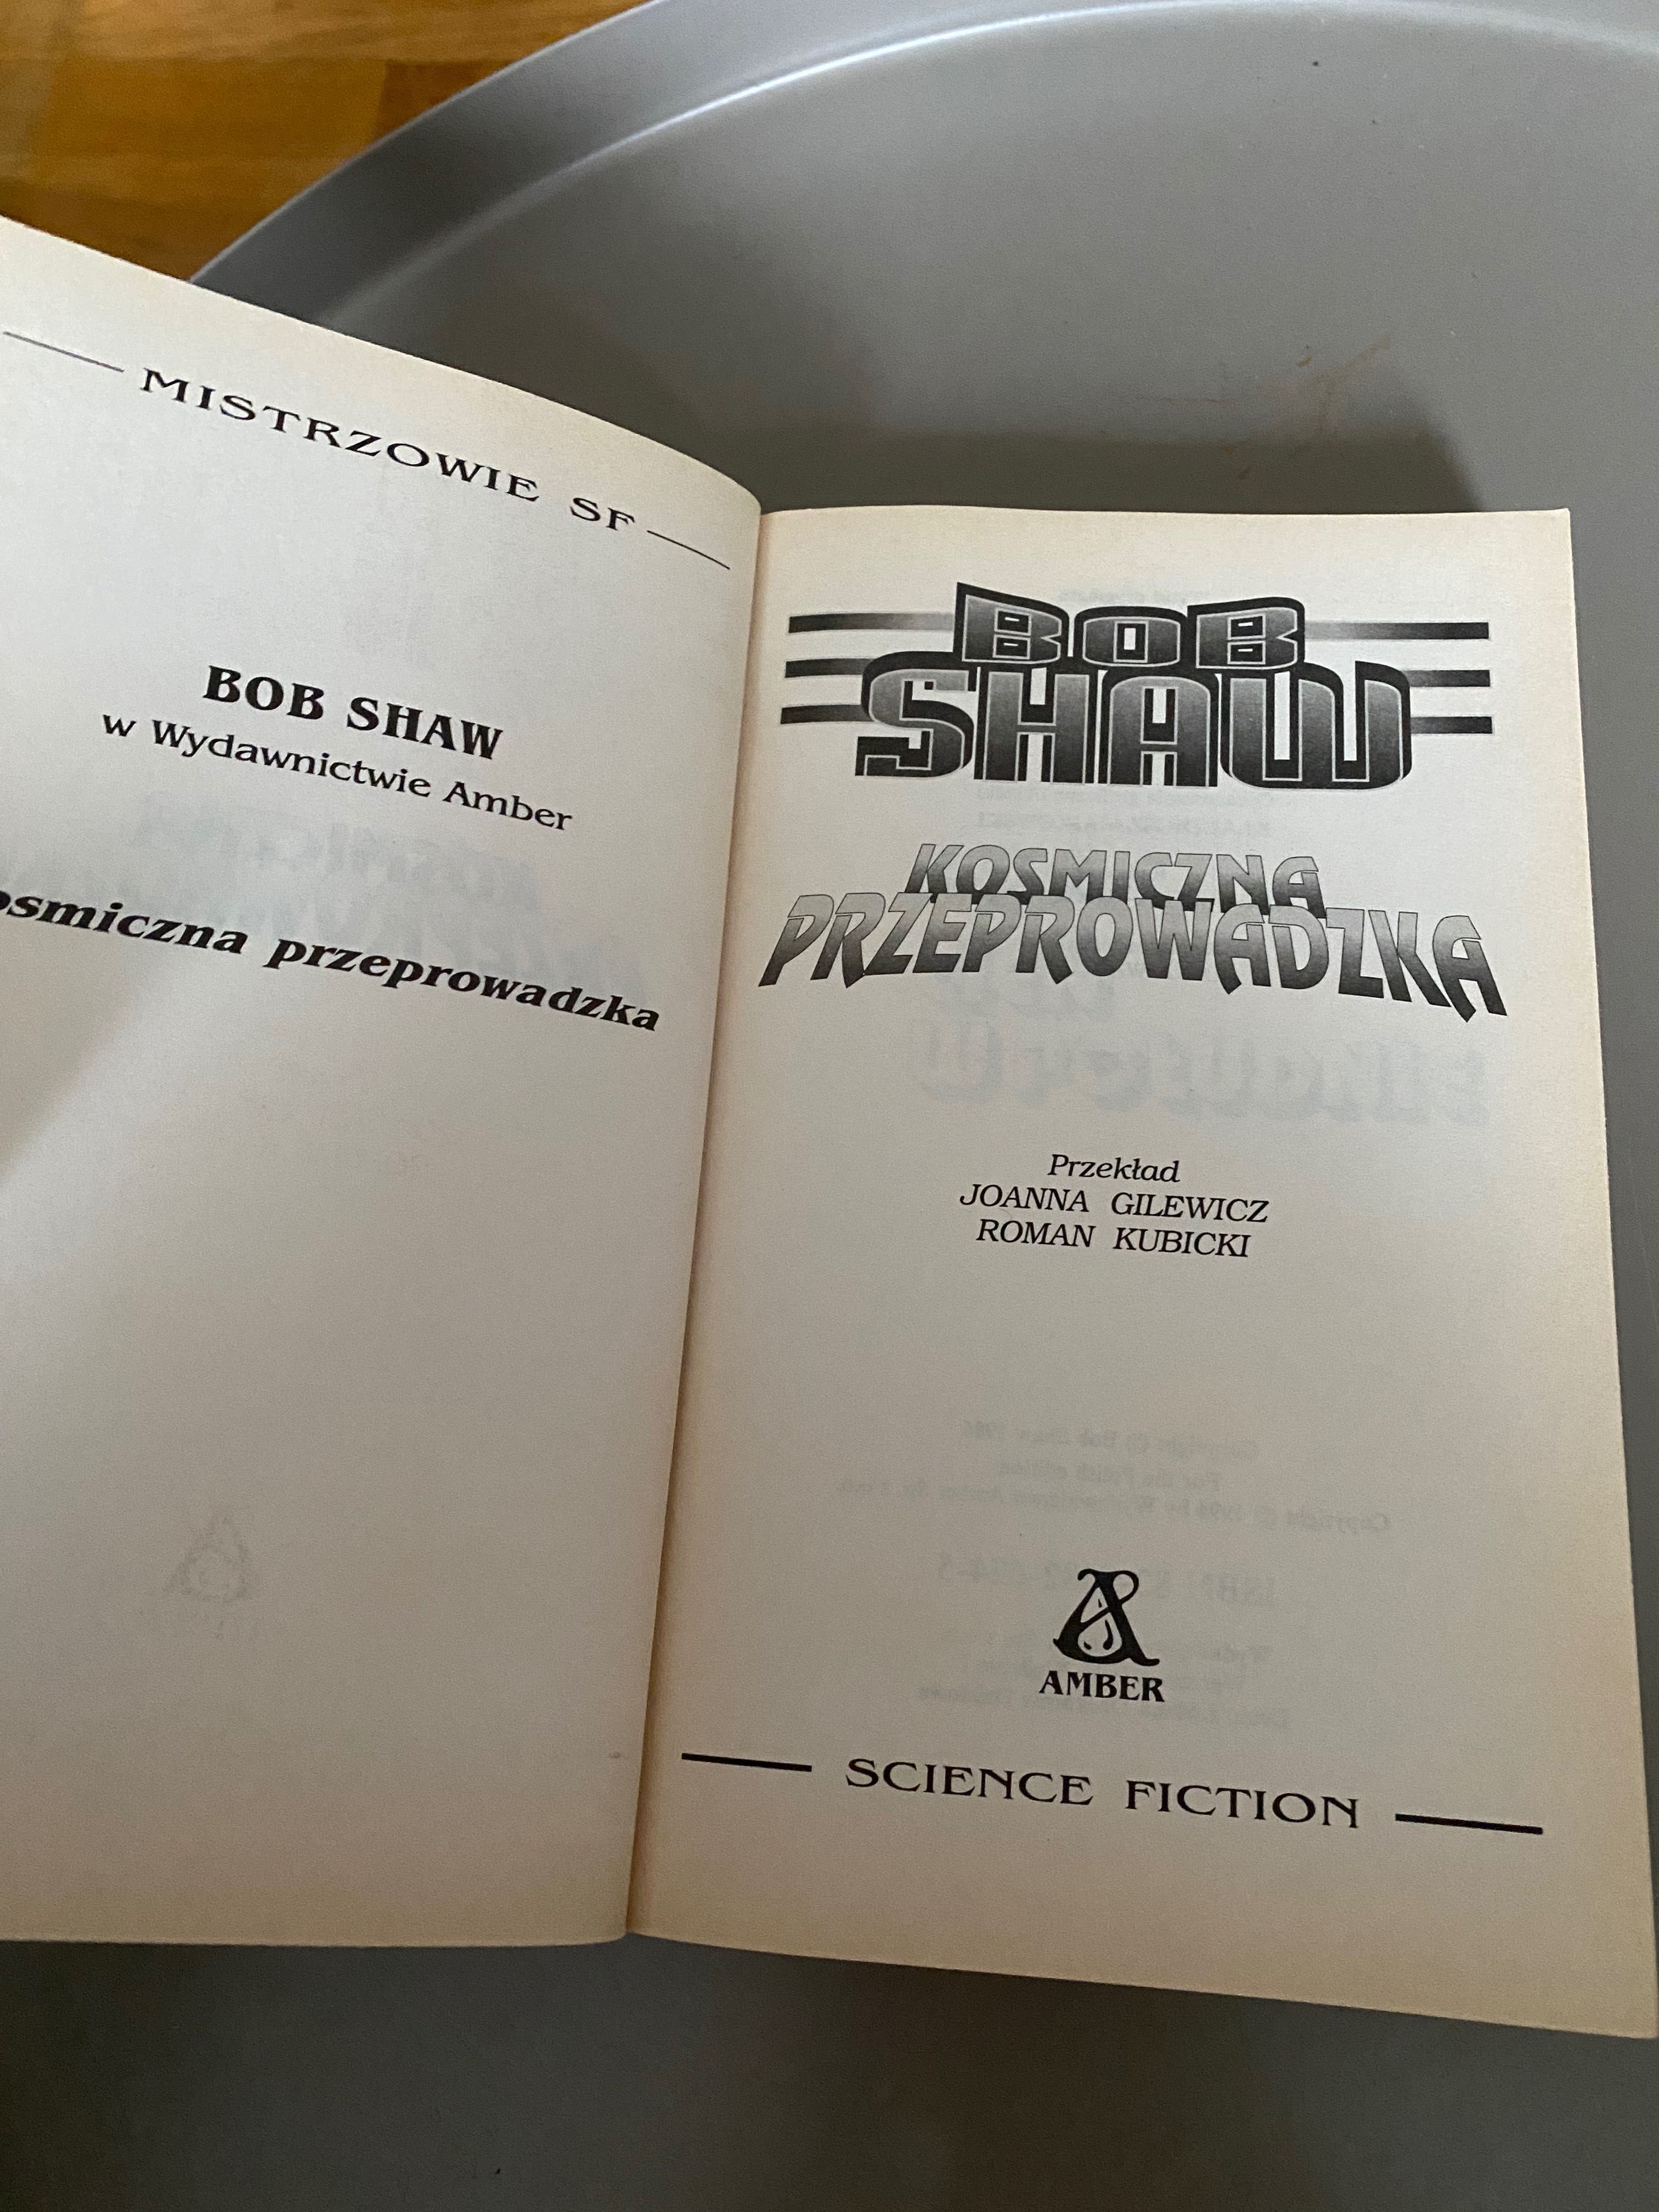 MISTRZOWIE SF
BOB SHAW
w Wydawnictwie Amber
osmiczna przeprowadzka
BOB
SHAW
KOSMICZNA
PRZEPROWADZKA
Przekład
JOANNA GILEWICZ
ROMAN KUBICKI
AMBER
SCIENCE FICTION